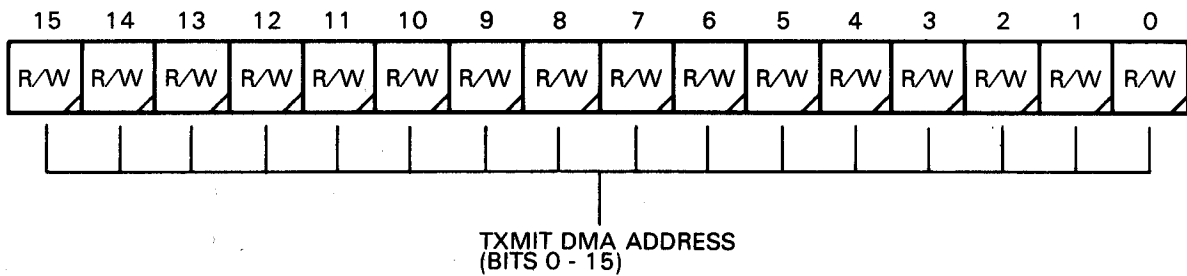 15 14 13 12 11 10 9 8 7 6 5 4 3 2 1 0
R/W R/W R/W R/W R/W R/W R/W R/W R/W R/W R/W R/W R/W R/W R/W R/W
TXMIT DMA ADDRESS
(BITS 0 - 15)